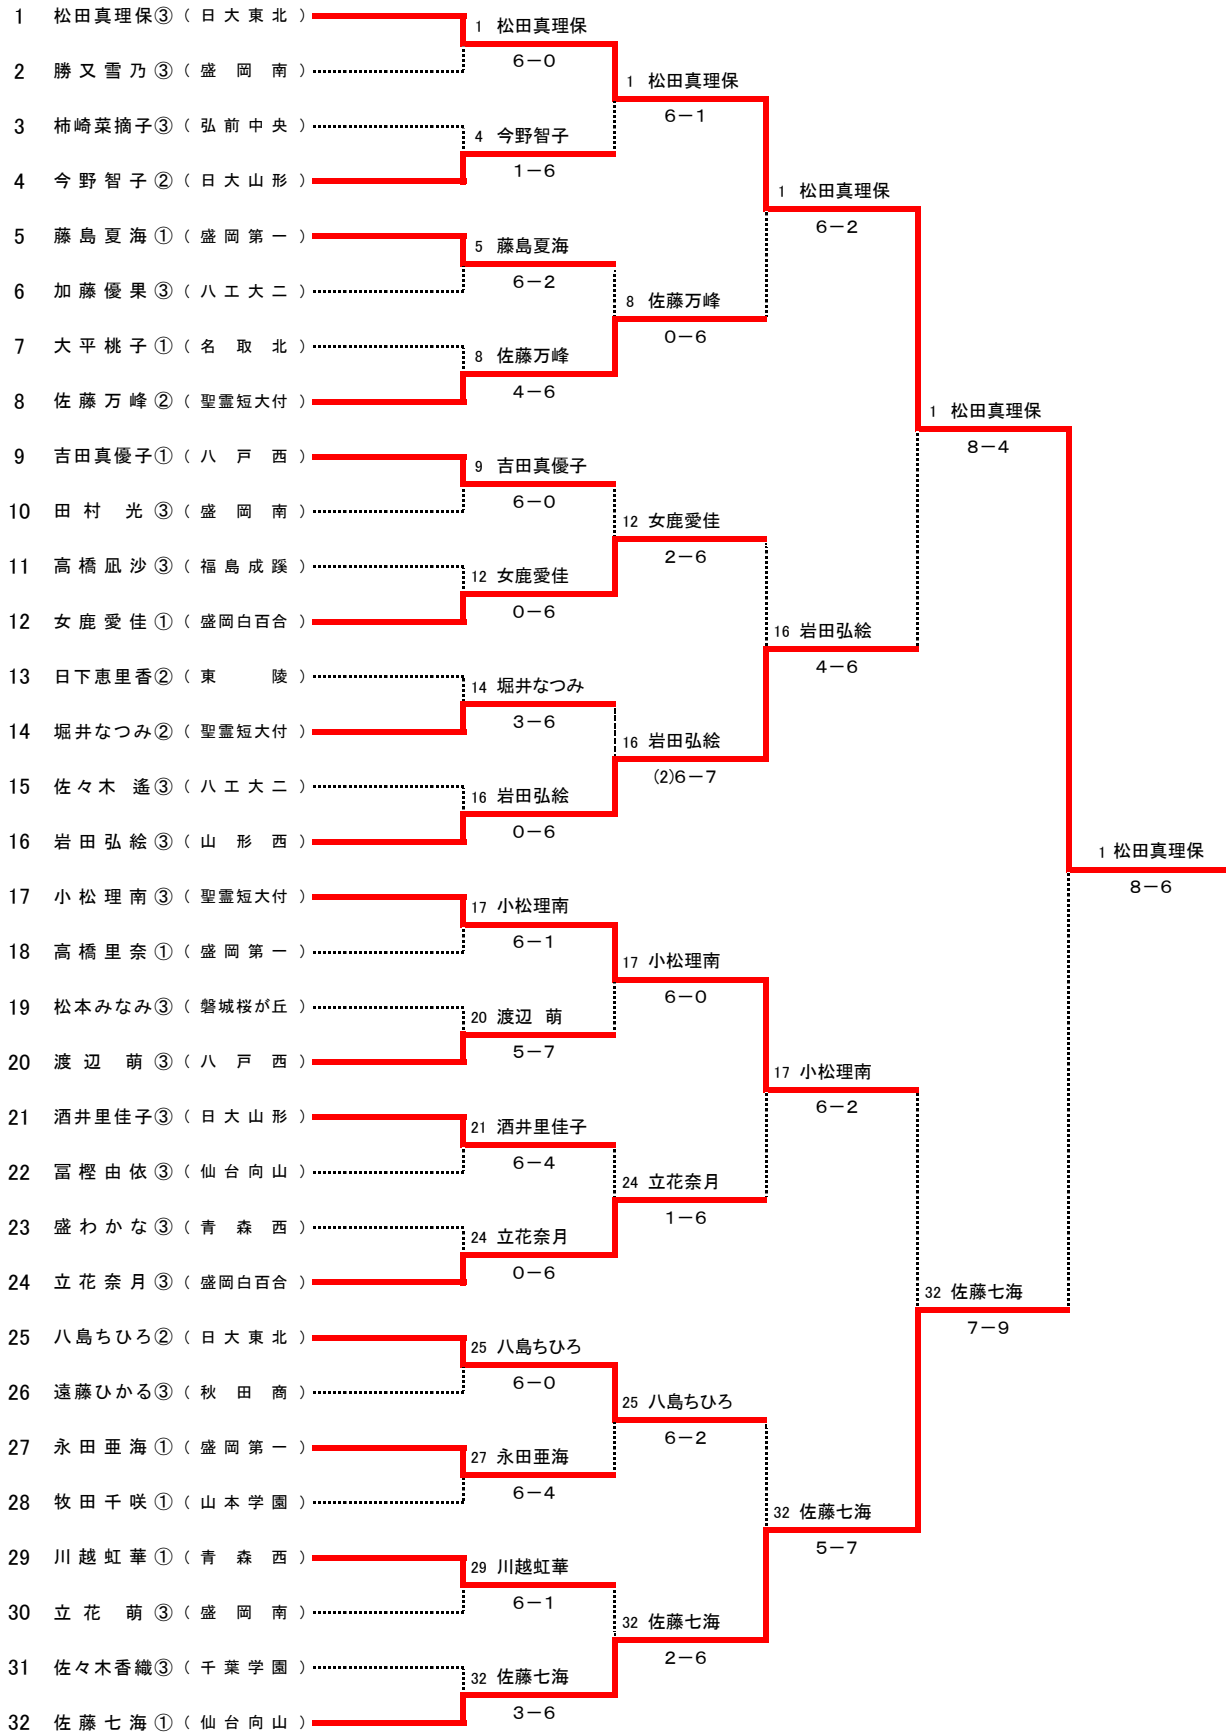 1 松田真理保③ （日大東北）
2 勝又雪乃③ （盛岡南）
3 柿崎菜摘子③ （弘前中央）
4 今野智子② （日大山形）
5 藤島夏海① （盛岡第一）
6 加藤優果③ （八工大二）
7 大平桃子① （名取北）
8 佐藤万峰② （聖霊短大付）
9 吉田真優子① （八戸西）
10 田村 光③ （盛岡南）
11 高橋凪沙③ （福島成蹊）
12 女鹿愛佳① （盛岡白百合）
13 日下恵里香② （東陵）
14 堀井なつみ② （聖霊短大付）
15 佐々木 遙③ （八工大二）
16 岩田弘絵③ （山形西）
17 小松理南③ （聖霊短大付）
18 高橋里奈① （盛岡第一）
19 松本みなみ③ （磐城桜が丘）
20 渡辺 萌③ （八戸西）
21 酒井里佳子③ （日大山形）
22 冨樫由依③ （仙台向山）
23 盛わかな③ （青森西）
24 立花奈月③ （盛岡白百合）
25 八島ちひろ② （日大東北）
26 遠藤ひかる③ （秋田商）
27 永田亜海① （盛岡第一）
28 牧田千咲① （山本学園）
29 川越虹華① （青森西）
30 立花 萌③ （盛岡南）
31 佐々木香織③ （千葉学園）
32 佐藤七海① （仙台向山）
1 松田真理保
6-0
4 今野智子
1-6
5 藤島夏海
6-2
8 佐藤万峰
4-6
9 吉田真優子
6-0
12 女鹿愛佳
0-6
14 堀井なつみ
3-6
16 岩田弘絵
0-6
17 小松理南
6-1
20 渡辺 萌
5-7
21 酒井里佳子
6-4
24 立花奈月
0-6
25 八島ちひろ
6-0
27 永田亜海
6-4
29 川越虹華
6-1
32 佐藤七海
3-6
1 松田真理保
6-1
8 佐藤万峰
0-6
12 女鹿愛佳
2-6
16 岩田弘絵
(2)6-7
17 小松理南
6-0
24 立花奈月
1-6
25 八島ちひろ
6-2
32 佐藤七海
2-6
1 松田真理保
6-2
16 岩田弘絵
4-6
17 小松理南
6-2
32 佐藤七海
5-7
1 松田真理保
8-4
32 佐藤七海
7-9
1 松田真理保
8-6